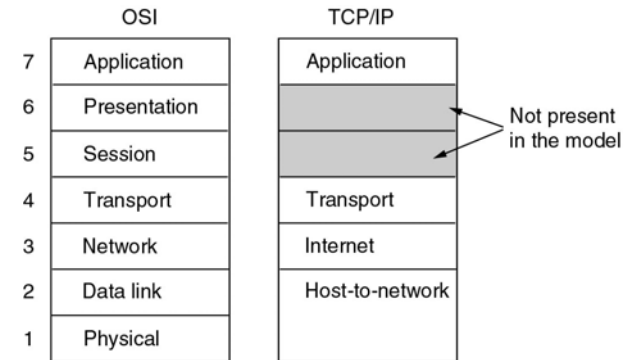 OSI TCP/IP
7 Application Application
6 Presentation
Not present
in the model
5 Session
4 Transport Transport
3 Network Internet
2 Data link Host-to-network
1 Physical